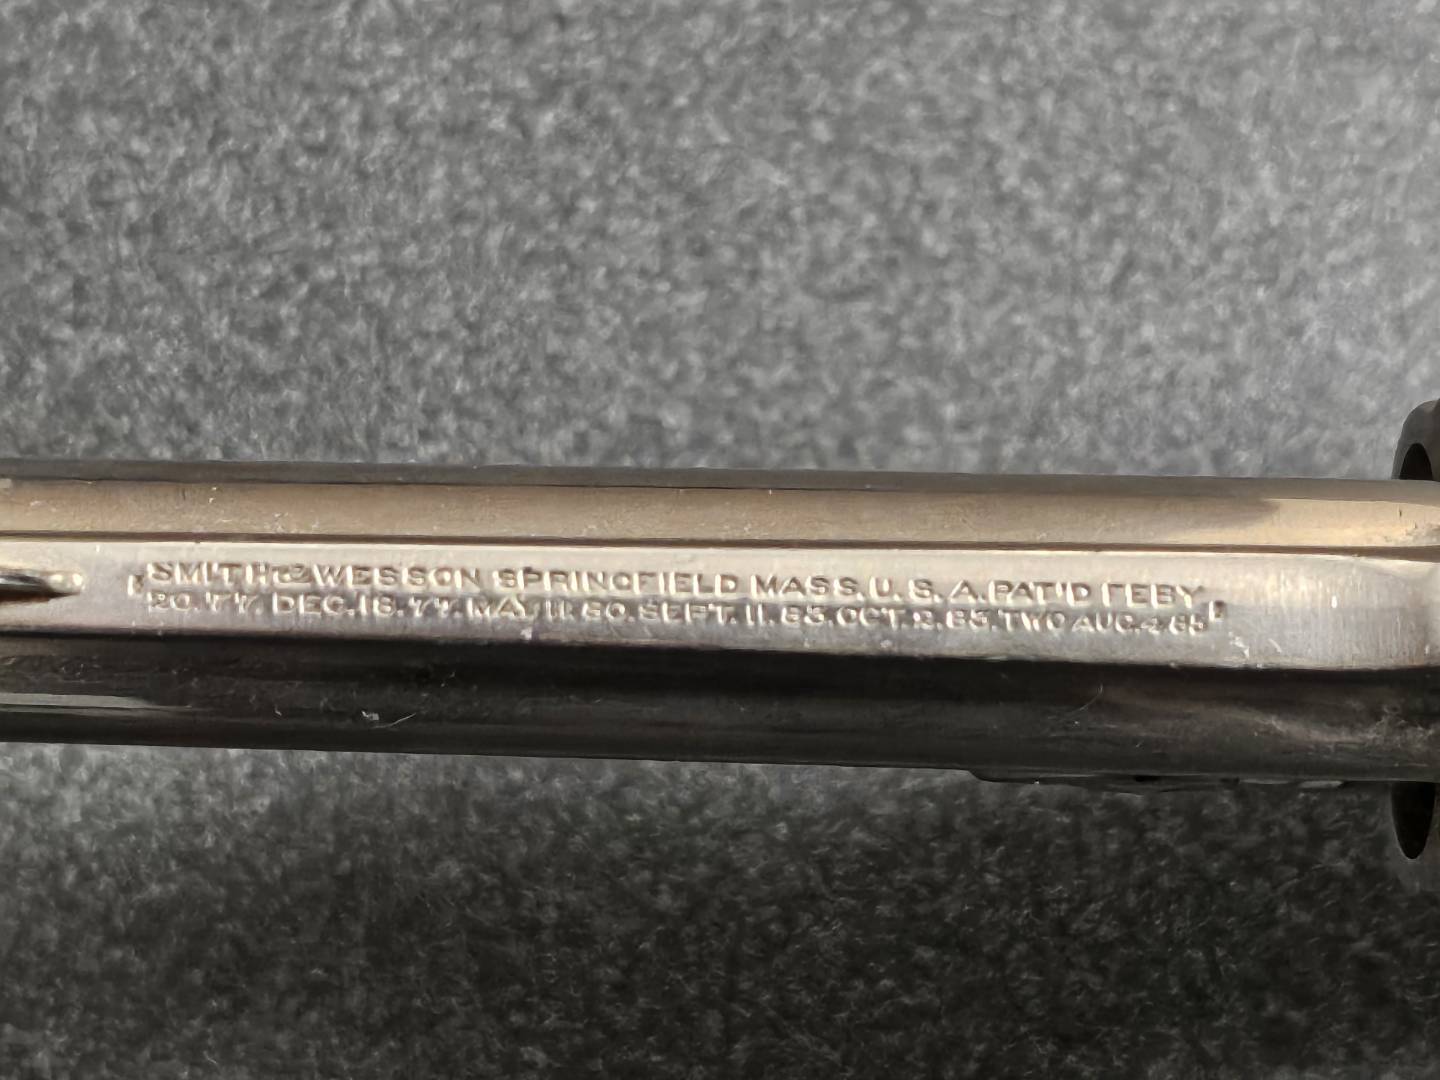 SMITH & WESSON SPRINGFIELD MASS. U. S. A. PAT'D FEBY
20. 77. DEC. 18. 77. MAY 11. 80. SEPT. 11. 83. OCT. 2. 83. TWO AUG. 4 85